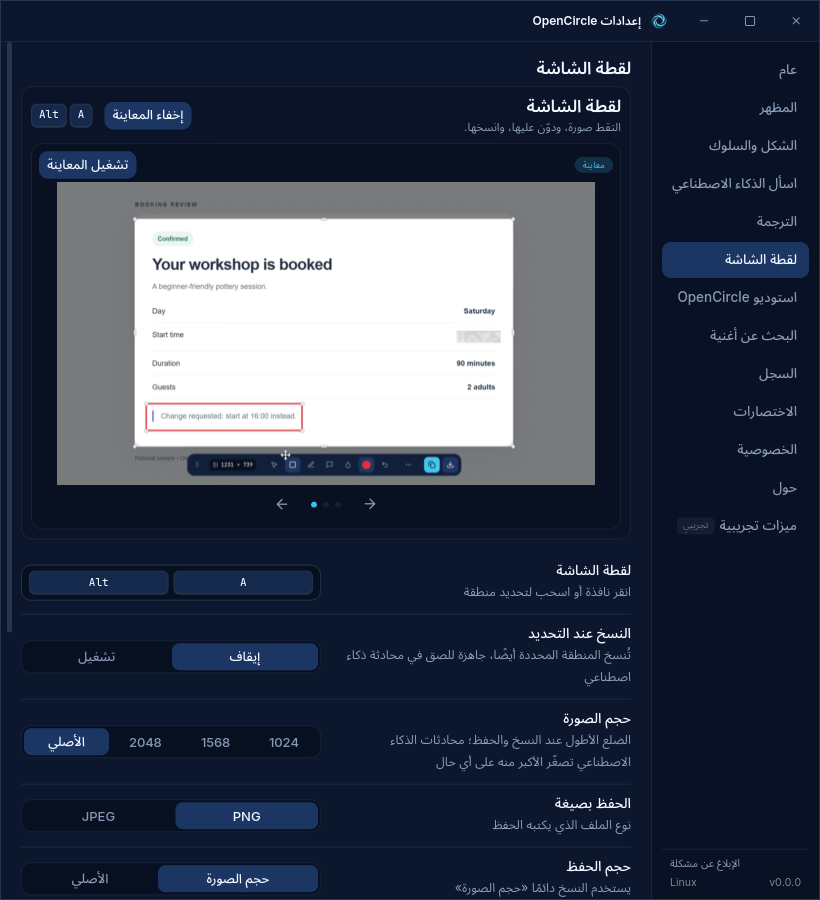 إعدادات OpenCircle
عام
المظهر
الشكل والسلوك
اسأل الذكاء الاصطناعي
الترجمة
لقطة الشاشة
استوديو OpenCircle
البحث عن أغنية
السجل
الاختصارات
الخصوصية
حول
ميزات تجريبية تجريبي
الإبلاغ عن مشكلة
v0.0.0 Linux
لقطة الشاشة
لقطة الشاشة
التقط صورة، ودوّن عليها، وانسخها.
إخفاء المعاينة
Alt A
معاينة
تشغيل المعاينة
BOOKING REVIEW
Confirmed
Your workshop is booked
A beginner-friendly pottery session.
Day Saturday
Start time
Duration 90 minutes
Guests 2 adults
Change requested: start at 16:00 instead.
1231 × 739
لقطة الشاشة
انقر نافذة أو اسحب لتحديد منطقة
Alt A
النسخ عند التحديد
تُنسخ المنطقة المحددة أيضًا، جاهزة للصق في محادثة ذكاء
اصطناعي
إيقاف تشغيل
حجم الصورة
الضلع الأطول عند النسخ والحفظ؛ محادثات الذكاء
الاصطناعي تصغّر الأكبر منه على أي حال
1024 1568 2048 الأصلي
الحفظ بصيغة
نوع الملف الذي يكتبه الحفظ
PNG JPEG
حجم الحفظ
يستخدم النسخ دائمًا «حجم الصورة»
حجم الصورة الأصلي